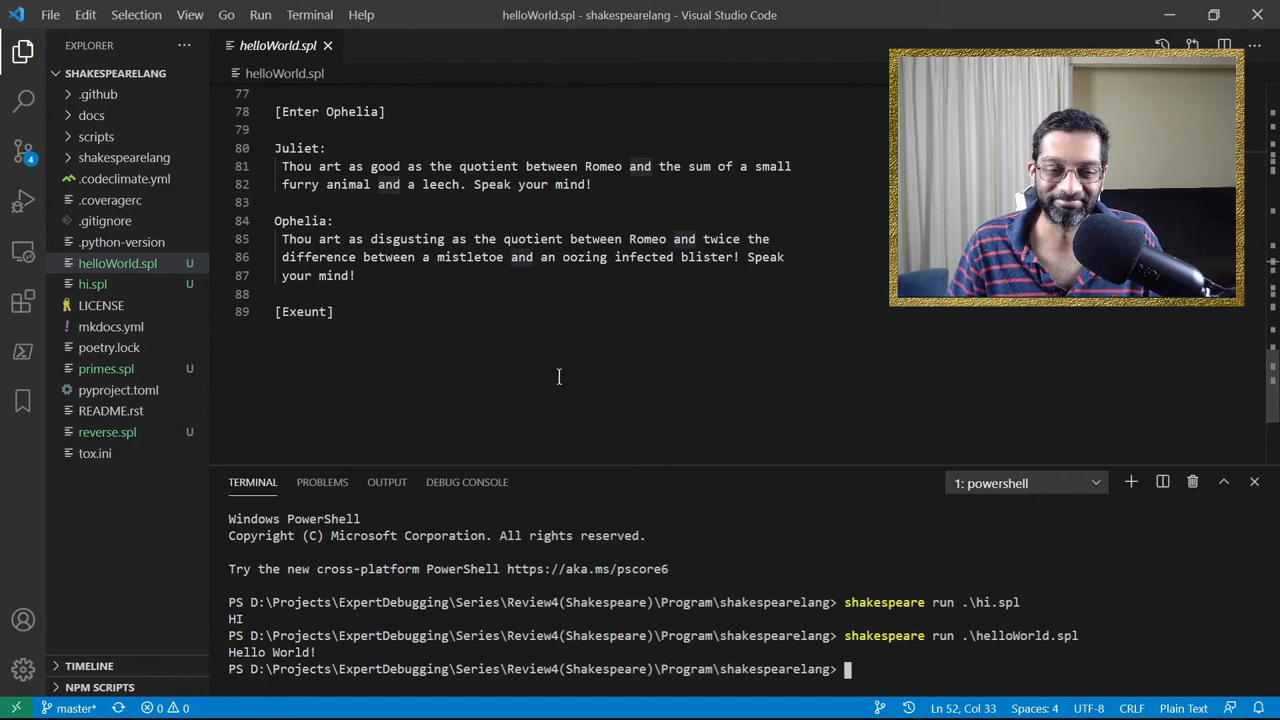 File Edit Selection View Go Run Terminal Help
helloWorld.spl - shakespearelang - Visual Studio Code
EXPLORER
SHAKESPEARELANG
.github
docs
scripts
shakespearelang
.codeclimate.yml
.coveragerc
.gitignore
.python-version
helloWorld.spl U
hi.spl U
LICENSE
mkdocs.yml
poetry.lock
primes.spl U
pyproject.toml
README.rst
reverse.spl U
tox.ini
TIMELINE
NPM SCRIPTS
4
helloWorld.spl
helloWorld.spl
77
78 [Enter Ophelia]
79
80 Juliet:
81 Thou art as good as the quotient between Romeo and the sum of a small
82 furry animal and a leech. Speak your mind!
83
84 Ophelia:
85 Thou art as disgusting as the quotient between Romeo and twice the
86 difference between a mistletoe and an oozing infected blister! Speak
87 your mind!
88
89 [Exeunt]
TERMINAL PROBLEMS OUTPUT DEBUG CONSOLE
1: powershell
Windows PowerShell
Copyright (C) Microsoft Corporation. All rights reserved.
Try the new cross-platform PowerShell https://aka.ms/pscore6
PS D:\Projects\ExpertDebugging\Series\Review4(Shakespeare)\Program\shakespearelang> shakespeare run .\hi.spl
HI
PS D:\Projects\ExpertDebugging\Series\Review4(Shakespeare)\Program\shakespearelang> shakespeare run .\helloWorld.spl
Hello World!
PS D:\Projects\ExpertDebugging\Series\Review4(Shakespeare)\Program\shakespearelang>
master* 0 0
Ln 52, Col 33 Spaces: 4 UTF-8 CRLF Plain Text